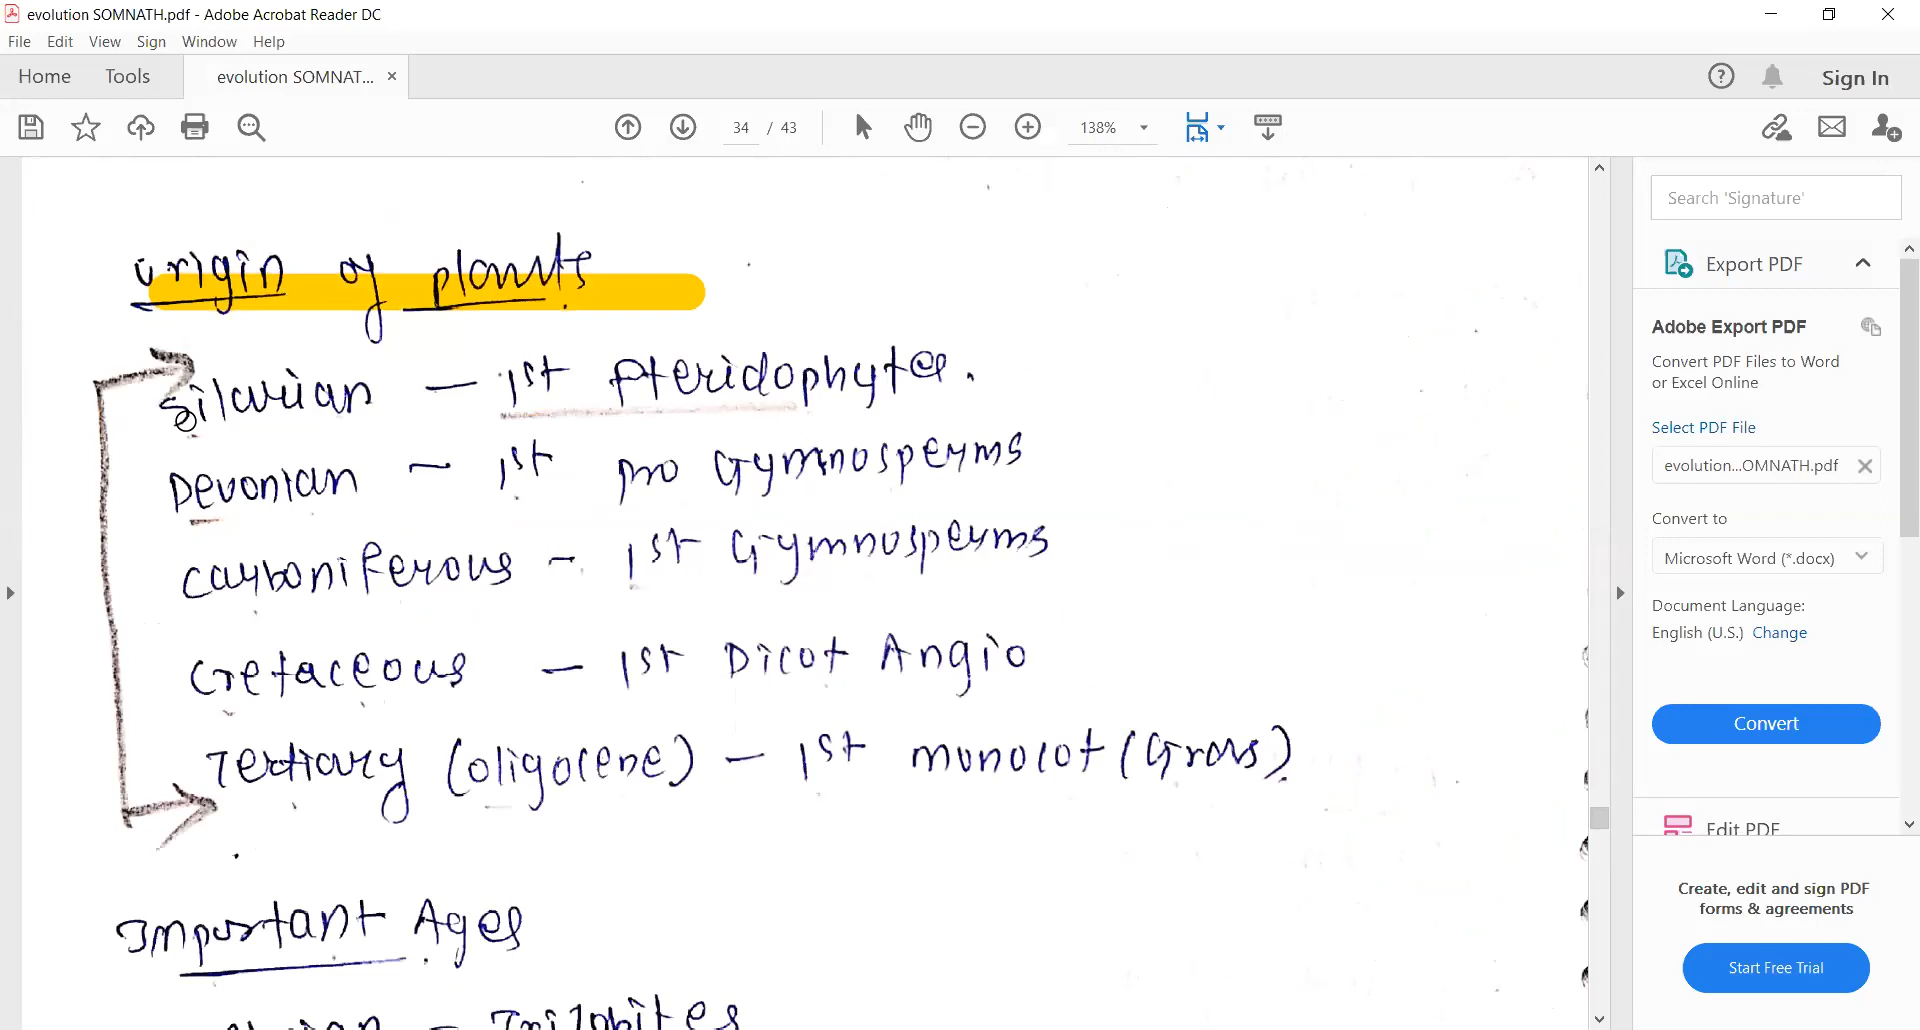 evolution SOMNATH.pdf - Adobe Acrobat Reader DC
File Edit View Sign Window Help
Home Tools evolution SOMNAT... × Sign In
34 / 43 138%
Origin of plants
Silurian – 1st Pteridophytes.
Devonian – 1st pro Gymnosperms
Carboniferous – 1st Gymnosperms
Cretaceous – 1st Dicot Angio
Tertiary (oligocene) – 1st monocot (Grass)
Important Ages
– Trilobites
Search 'Signature'
Export PDF
Adobe Export PDF
Convert PDF Files to Word
or Excel Online
Select PDF File
evolution...OMNATH.pdf
Convert to
Microsoft Word (*.docx)
Document Language:
English (U.S.) Change
Convert
Edit PDF
Create, edit and sign PDF
forms & agreements
Start Free Trial